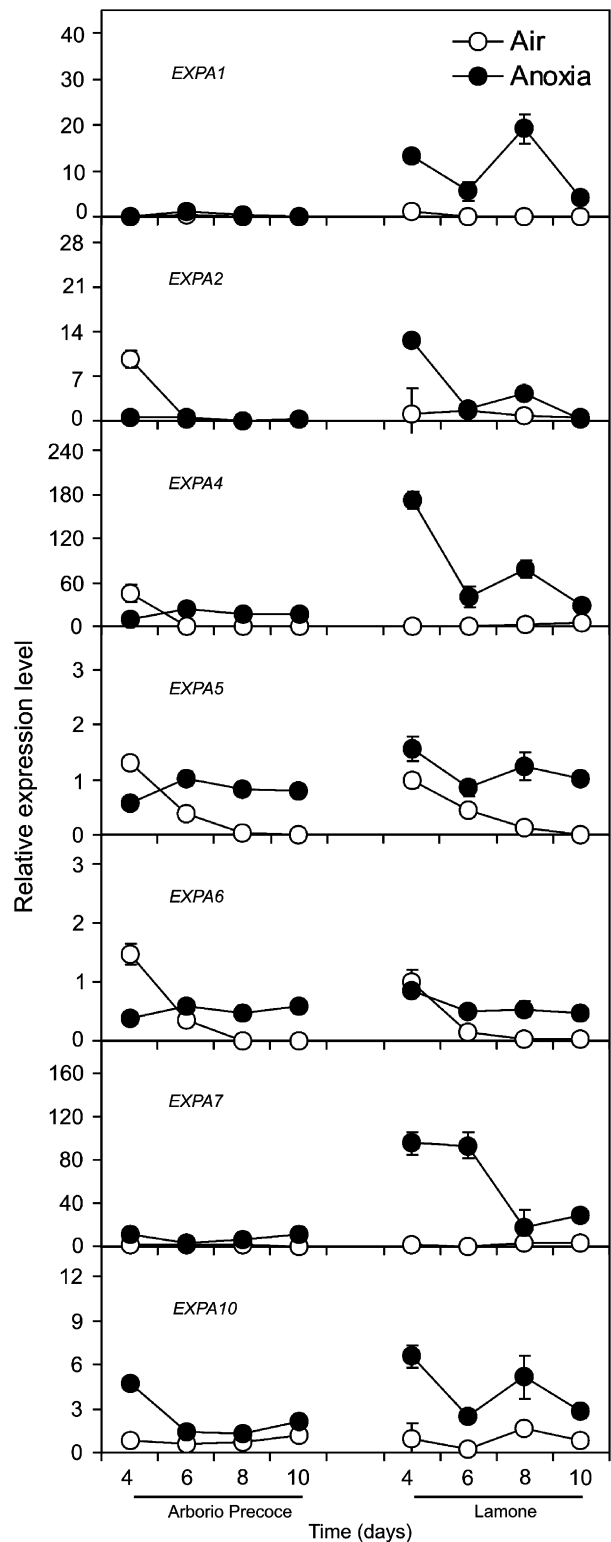 Relative expression level
Air
Anoxia
EXPA1
40
30
20
10
0
EXPA2
28
21
14
7
0
EXPA4
240
180
120
60
0
EXPA5
3
2
1
0
EXPA6
3
2
1
0
EXPA7
160
120
80
40
0
EXPA10
12
9
6
3
0
4 6 8 10 4 6 8 10
Arborio Precoce Lamone
Time (days)